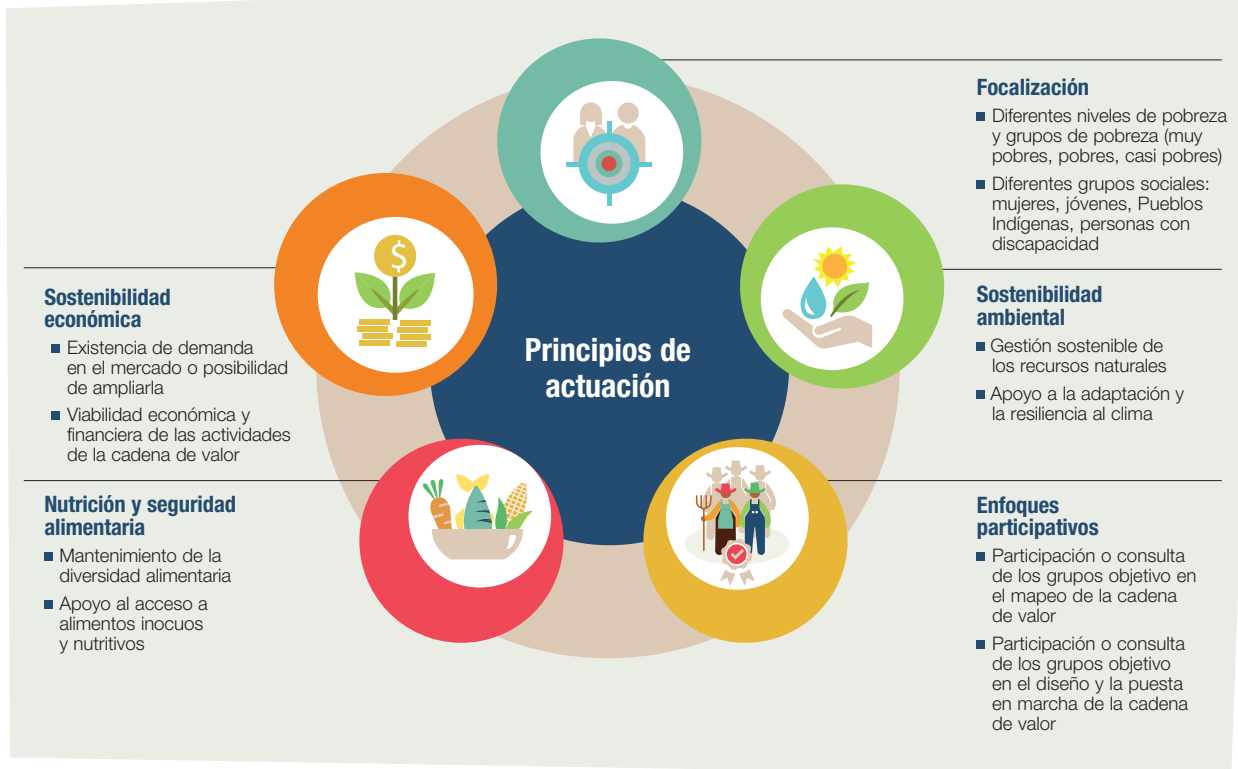 Principios de
actuación
Focalización
■ Diferentes niveles de pobreza
y grupos de pobreza (muy
pobres, pobres, casi pobres)
■ Diferentes grupos sociales:
mujeres, jóvenes, Pueblos
Indígenas, personas con
discapacidad
Sostenibilidad
ambiental
■ Gestión sostenible de
los recursos naturales
■ Apoyo a la adaptación y
la resiliencia al clima
Enfoques
participativos
■ Participación o consulta
de los grupos objetivo en
el mapeo de la cadena
de valor
■ Participación o consulta
de los grupos objetivo
en el diseño y la puesta
en marcha de la cadena
de valor
Sostenibilidad
económica
■ Existencia de demanda
en el mercado o posibilidad
de ampliarla
■ Viabilidad económica y
financiera de las actividades
de la cadena de valor
Nutrición y seguridad
alimentaria
■ Mantenimiento de la
diversidad alimentaria
■ Apoyo al acceso a
alimentos inocuos
y nutritivos
$